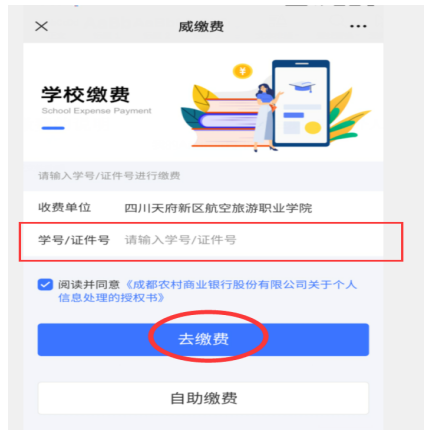 威缴费
学校缴费
School Expense Payment
请输入学号/证件号进行缴费
收费单位 四川天府新区航空旅游职业学院
学号/证件号 请输入学号/证件号
阅读并同意《成都农村商业银行股份有限公司关于个人
信息处理的授权书》
去缴费
自助缴费